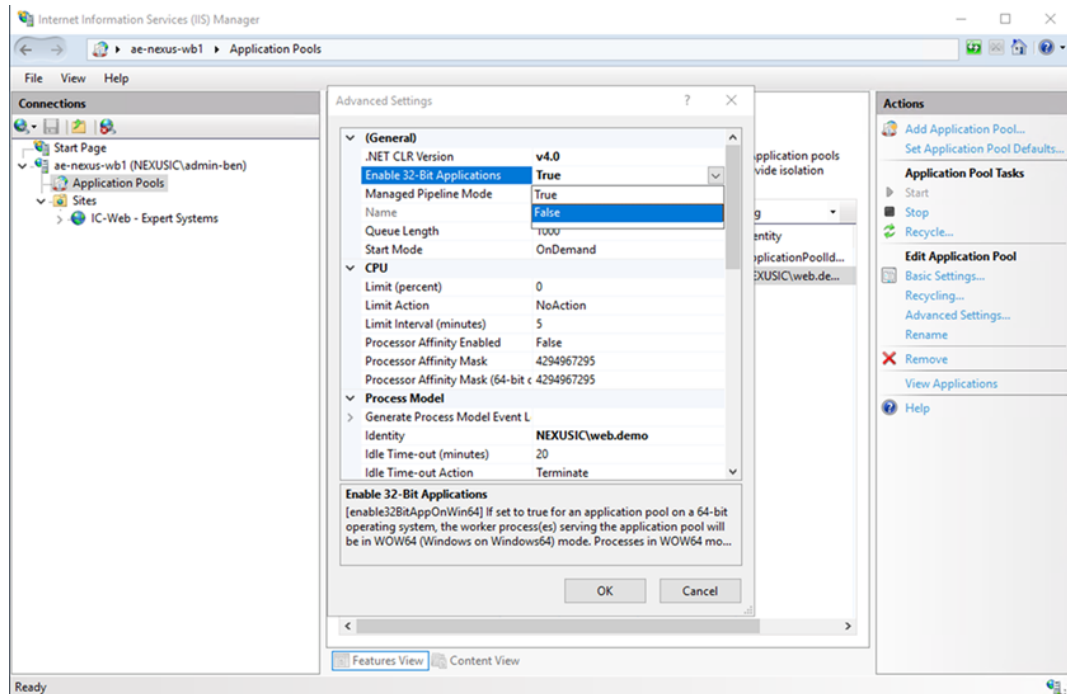 Internet Information Services (IIS) Manager
ae-nexus-wb1 Application Pools
File View Help
Connections
Start Page
ae-nexus-wb1 (NEXUSIC\admin-ben)
Application Pools
Sites
IC-Web - Expert Systems
Advanced Settings ? 
(General)
.NET CLR Version v4.0
Enable 32-Bit Applications True
Managed Pipeline Mode True
Name False
Queue Length 1000
Start Mode OnDemand
CPU
Limit (percent) 0
Limit Action NoAction
Limit Interval (minutes) 5
Processor Affinity Enabled False
Processor Affinity Mask 4294967295
Processor Affinity Mask (64-bit c 4294967295
Process Model
Generate Process Model Event L
Identity NEXUSIC\web.demo
Idle Time-out (minutes) 20
Idle Time-out Action Terminate
Enable 32-Bit Applications
[enable32BitAppOnWin64] If set to true for an application pool on a 64-bit
operating system, the worker process(es) serving the application pool will
be in WOW64 (Windows on Windows64) mode. Processes in WOW64 mo...
OK Cancel
pplication pools
vide isolation
g
entity
pplicationPoolId...
EXUSIC\web.de...
Features View Content View
Actions
Add Application Pool...
Set Application Pool Defaults...
Application Pool Tasks
Start
Stop
Recycle...
Edit Application Pool
Basic Settings...
Recycling...
Advanced Settings...
Rename
Remove
View Applications
Help
Ready